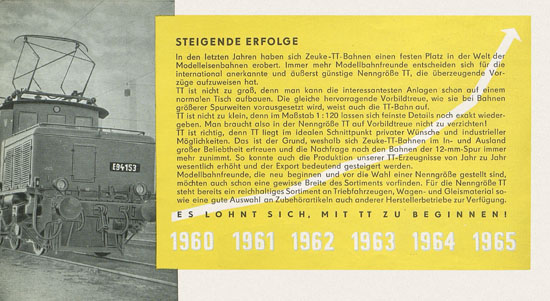 E94153
STEIGENDE ERFOLGE
In den letzten Jahren haben sich Zeuke-TT-Bahnen einen festen Platz in der Welt der
Modelleisenbahnen erobert. Immer mehr Modellbahnfreunde entscheiden sich für die
international anerkannte und äußerst günstige Nenngröße TT, die überzeugende Vor-
züge aufzuweisen hat.
TT ist nicht zu groß, denn man kann die interessantesten Anlagen schon auf einem
normalen Tisch aufbauen. Die gleiche hervorragende Vorbildtreue, wie sie bei Bahnen
größerer Spurweiten vorausgesetzt wird, weist auch die TT-Bahn auf.
TT ist nicht zu klein, denn im Maßstab 1:120 lassen sich feinste Details noch exakt wieder-
geben. Man braucht also in der Nenngröße TT auf Vorbildtreue nicht zu verzichten!
TT ist richtig, denn TT liegt im idealen Schnittpunkt privater Wünsche und industrieller
Möglichkeiten. Das ist der Grund, weshalb sich Zeuke-TT-Bahnen im In- und Ausland
großer Beliebtheit erfreuen und die Nachfrage nach den Bahnen der 12-mm-Spur immer
mehr zunimmt. So konnte auch die Produktion unserer TT-Erzeugnisse von Jahr zu Jahr
wesentlich erhöht und der Export bedeutend gesteigert werden.
Modellbahnfreunde, die neu beginnen und vor die Wahl einer Nenngröße gestellt sind,
möchten auch schon eine gewisse Breite des Sortiments vorfinden. Für die Nenngröße TT
steht bereits ein reichhaltiges Sortiment an Triebfahrzeugen, Wagen- und Gleismaterial so-
wie eine gute Auswahl an Zubehörartikeln auch anderer Herstellerbetriebe zur Verfügung.
ES LOHNT SICH, MIT TT ZU BEGINNEN!
1960 1961 1962 1963 1964 1965